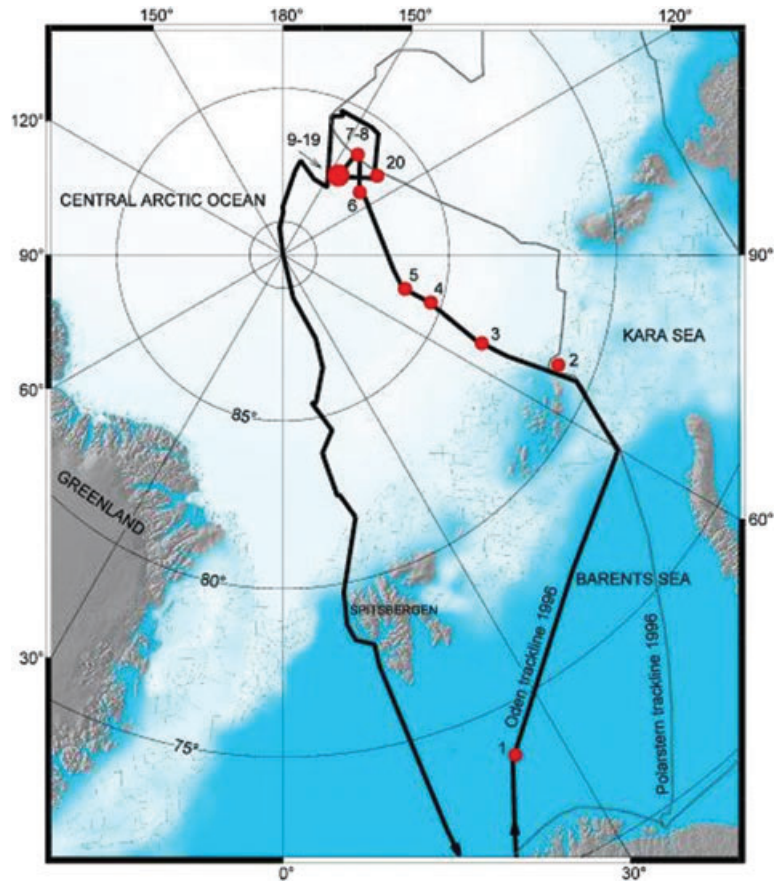 150° 180° 150° 120°
120°
7-8
9-19
20
CENTRAL ARCTIC OCEAN
6
90° 90°
5
4
3
KARA SEA
2
60°
85°
GREENLAND
60°
80°
BARENTS SEA
SPITSBERGEN
Oden trackline 1996
Polarstern trackline 1996
30°
75°
1
0° 30°